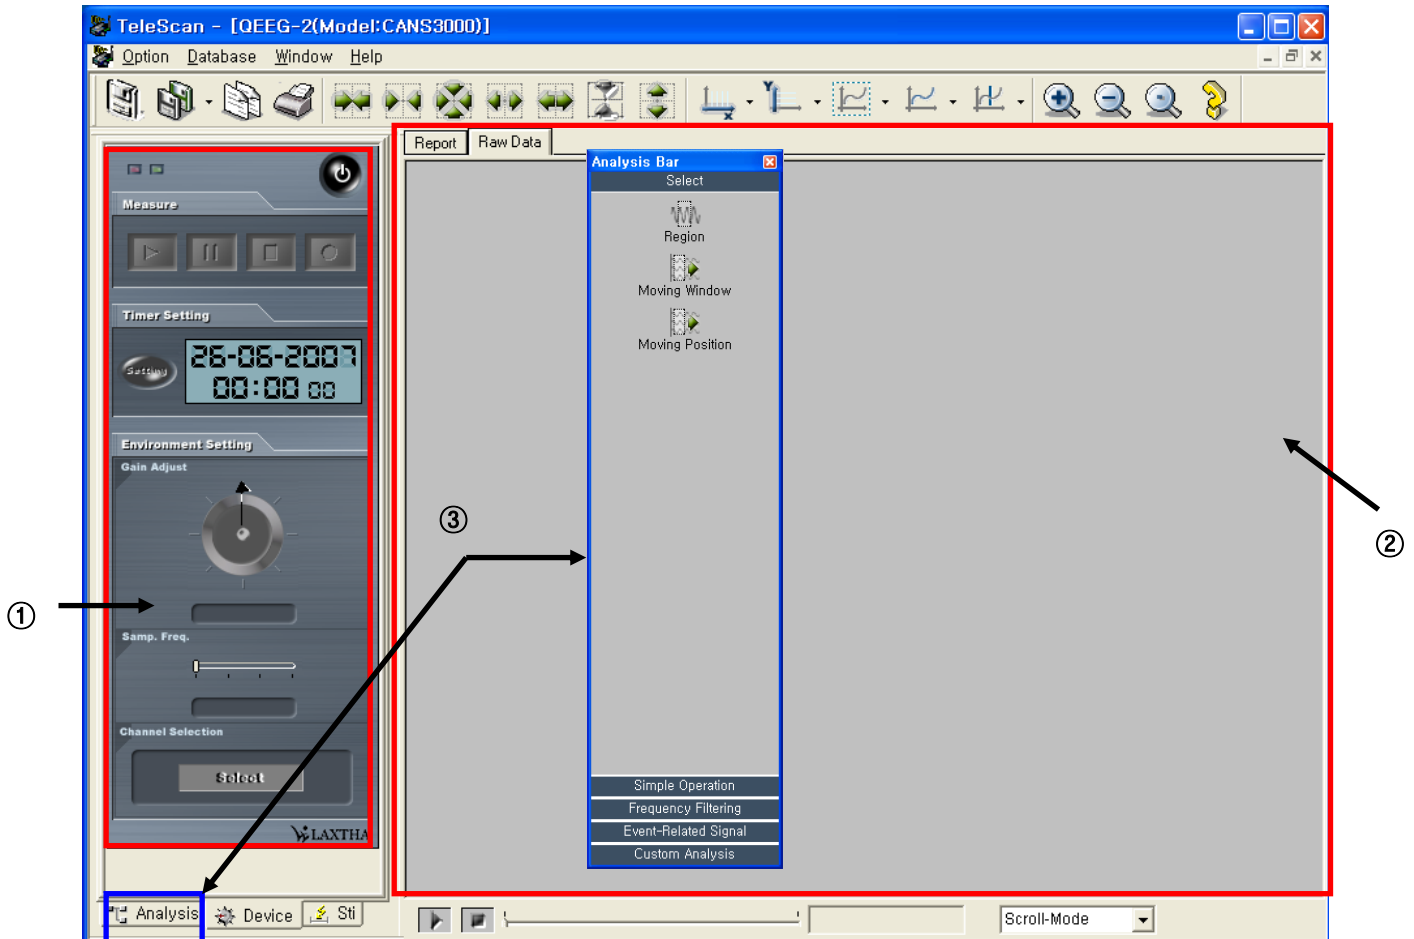 TeleScan - [QEEG-2(Model:CANS3000)]
Option Database Window Help
Report Raw Data
Analysis Bar
Select
Region
Moving Window
Moving Position
Simple Operation
Frequency Filtering
Event-Related Signal
Custom Analysis
Measure
Timer Setting
Setting
26-06-2007
00:00 00
Environment Setting
Gain Adjust
Samp. Freq.
Channel Selection
Select
LAXTHA
①
②
③
Analysis Device Sti
Scroll-Mode